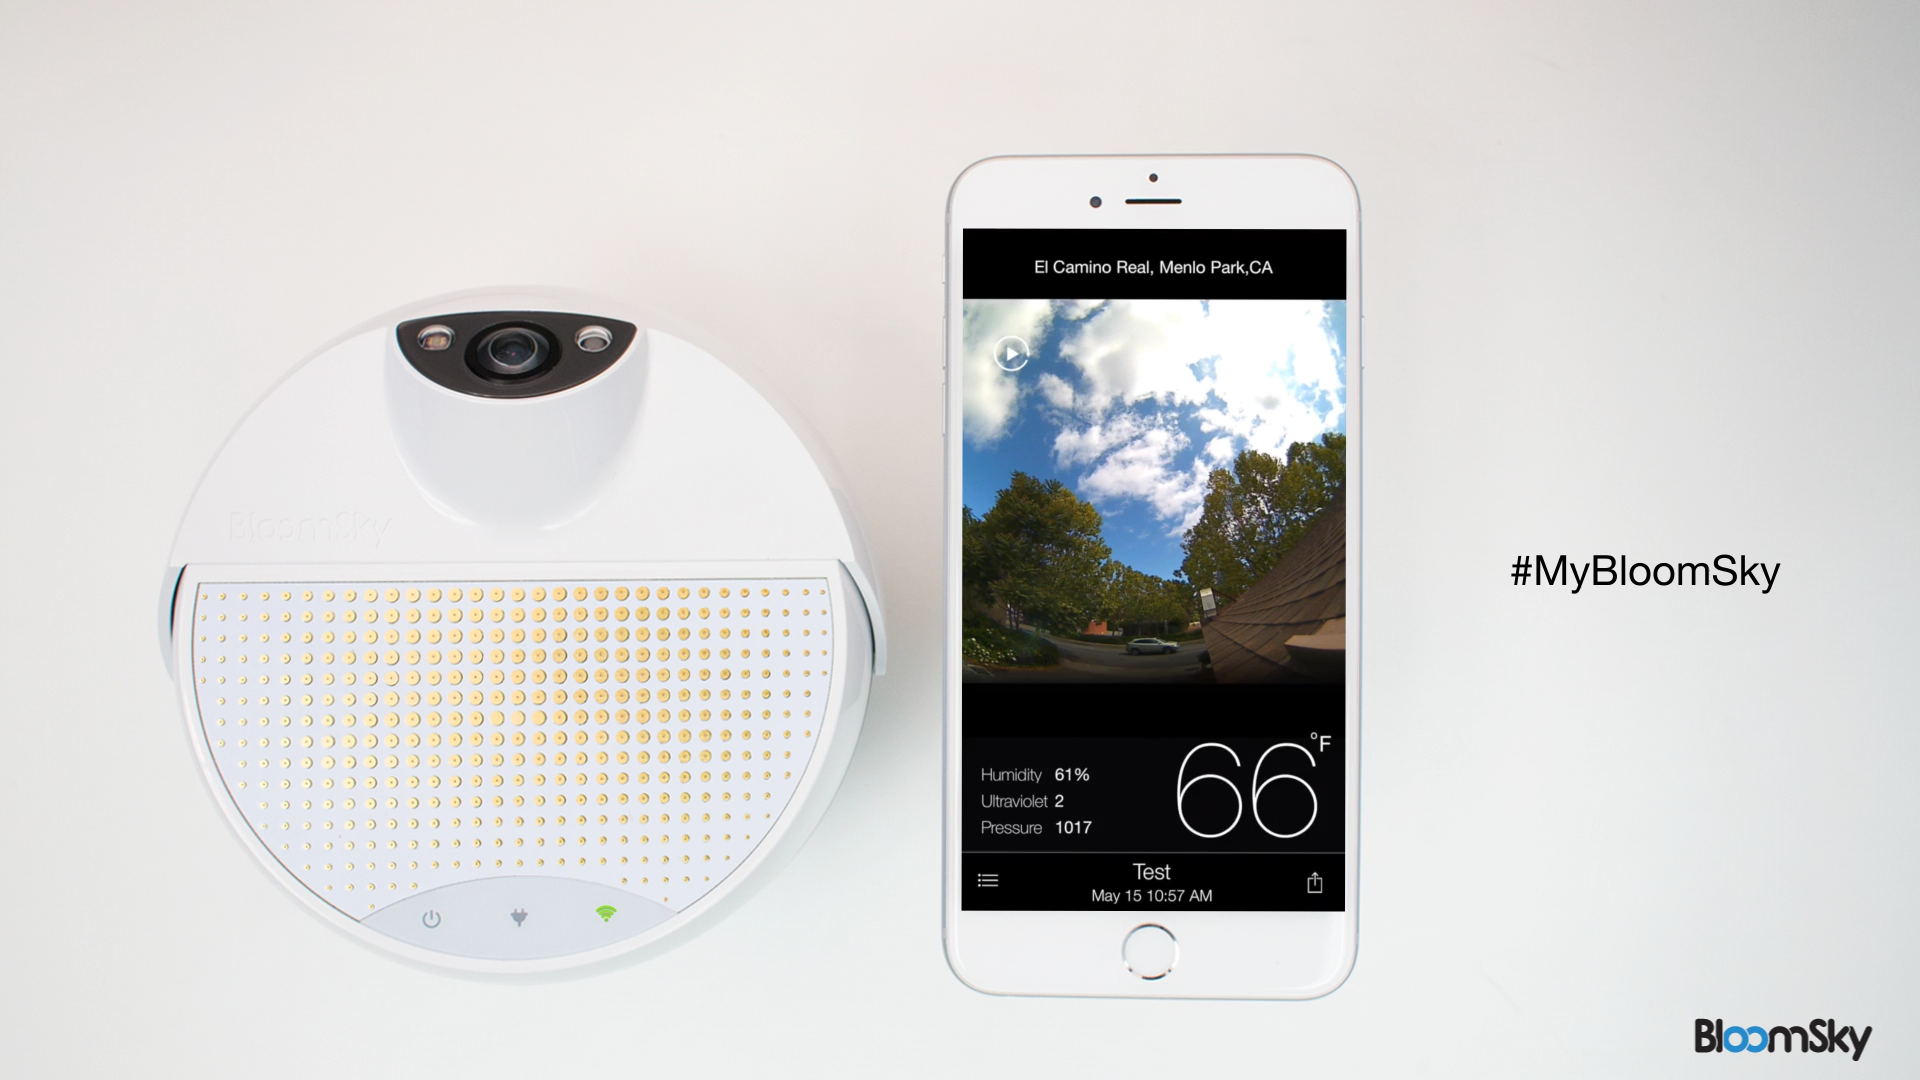 BloomSky
El Camino Real, Menlo Park,CA
Humidity 61%
Ultraviolet 2
Pressure 1017
66°F
Test
May 15 10:57 AM
#MyBloomSky
BloomSky